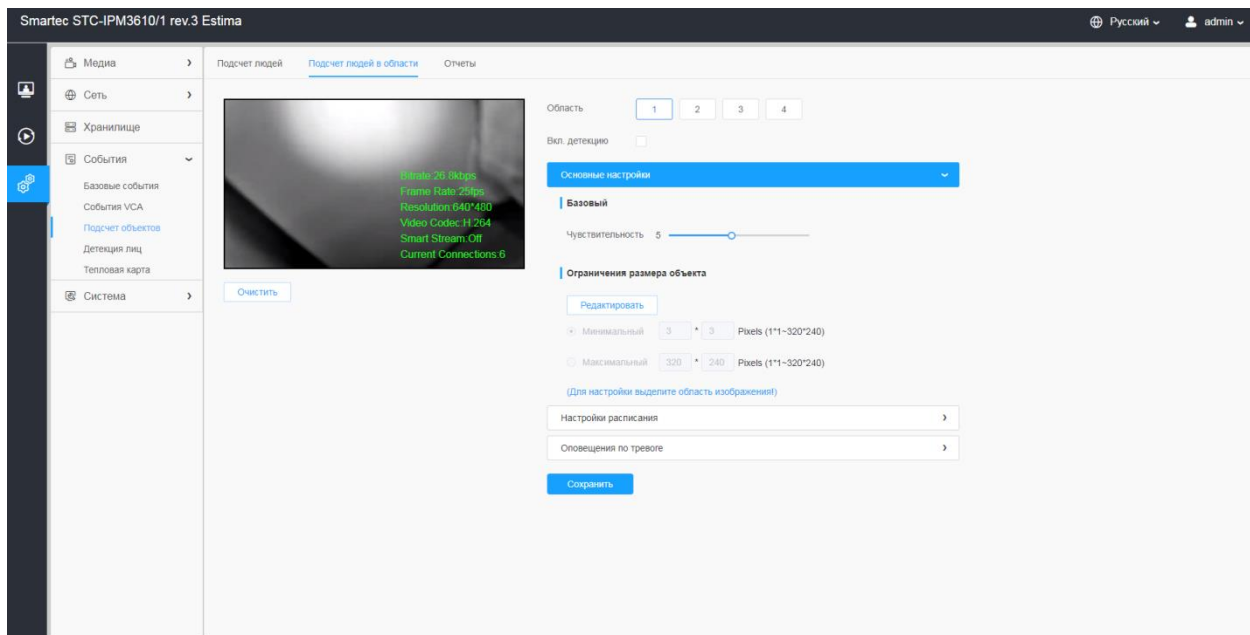 Smartec STC-IPM3610/1 rev.3 Estima
Русский
admin
Медиа
Сеть
Хранилище
События
Базовые события
События VCA
Подсчет объектов
Детекция лиц
Тепловая карта
Система
Подсчет людей
Подсчет людей в области
Отчеты
Bitrate:26.8kbps
Frame Rate:25fps
Resolution:640*480
Video Codec:H.264
Smart Stream:Off
Current Connections:6
Очистить
Область 1 2 3 4
Вкл. детекцию
Основные настройки
Базовый
Чувствительность 5
Ограничения размера объекта
Редактировать
Минимальный 3 * 3 Pixels (1*1~320*240)
Максимальный 320 * 240 Pixels (1*1~320*240)
(Для настройки выделите область изображения!)
Настройки расписания
Оповещения по тревоге
Сохранить